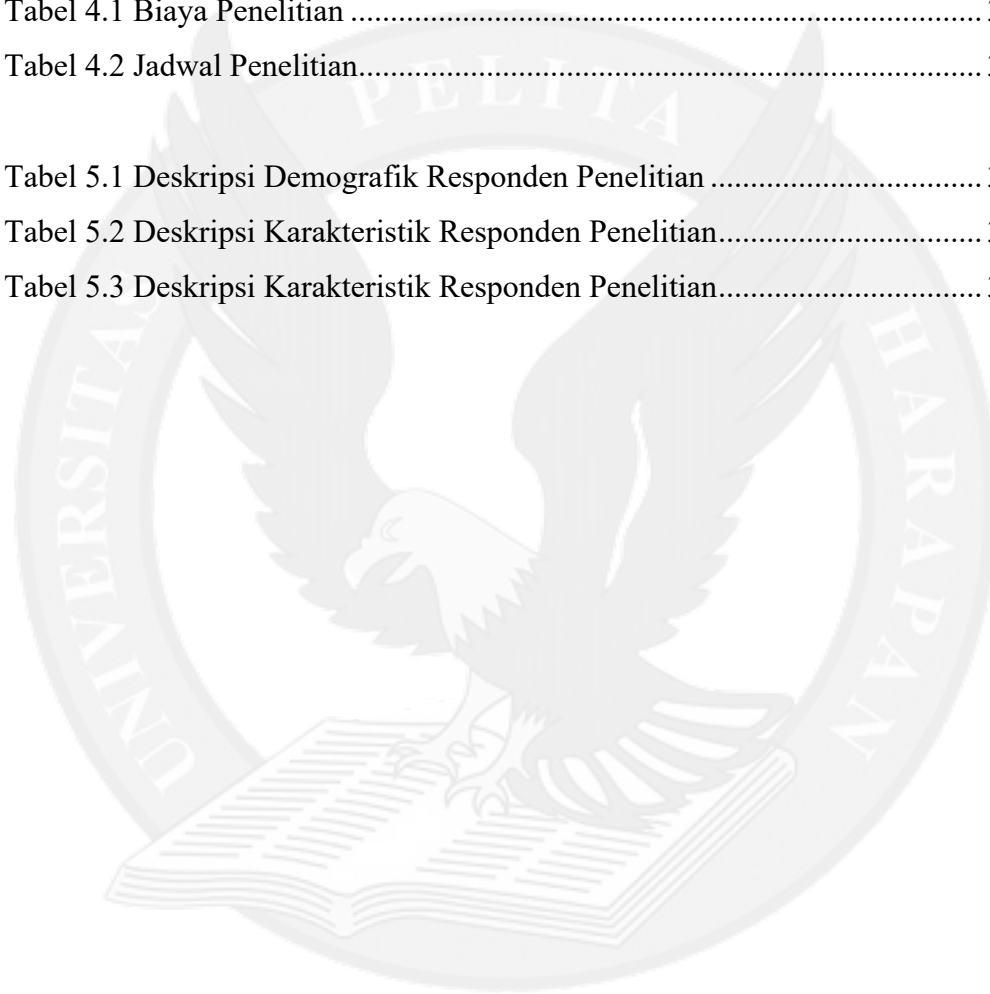 Tabel 4.1 Biaya Penelitian ................................................................................
Tabel 4.2 Jadwal Penelitian...............................................................................
Tabel 5.1 Deskripsi Demografik Responden Penelitian ..................................
Tabel 5.2 Deskripsi Karakteristik Responden Penelitian.................................
Tabel 5.3 Deskripsi Karakteristik Responden Penelitian.................................
UNIVERSITAS PELITA HARAPAN